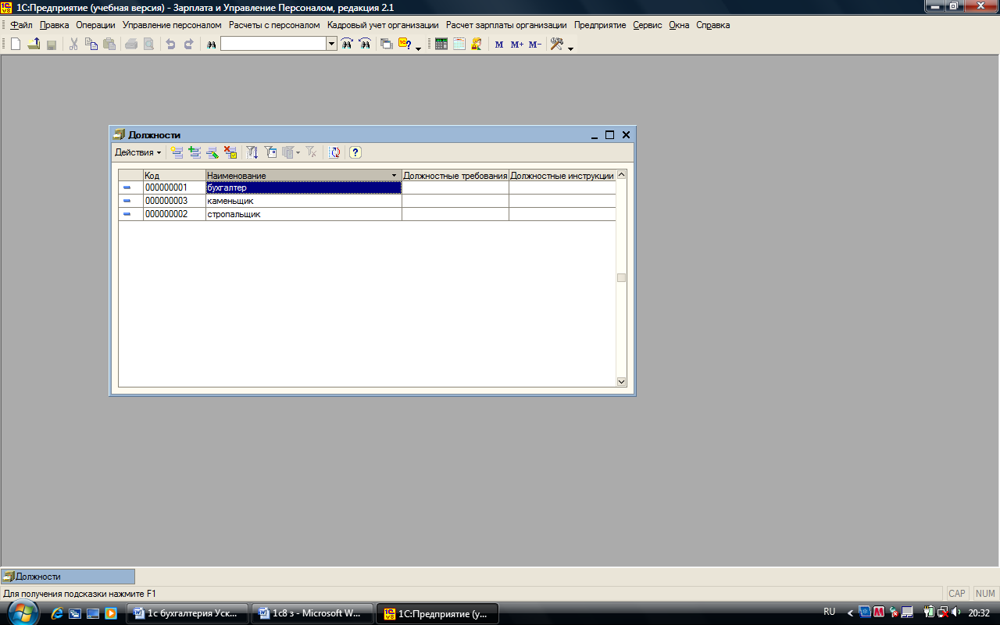 1С:Предприятие (учебная версия) - Зарплата и Управление Персоналом, редакция 2.1
Файл Правка Операции Управление персоналом Расчеты с персоналом Кадровый учет организации Расчет зарплаты организации Предприятие Сервис Окна Справка
M M+ M-
Должности
Действия
Код Наименование Должностные требования Должностные инструкции
000000001 бухгалтер
000000003 каменьщик
000000002 стропальщик
Должности
Для получения подсказки нажмите F1
CAP NUM
1с бухгалтерия Уск... 1с8 з - Microsoft W... 1С:Предприятие (у... RU 20:32